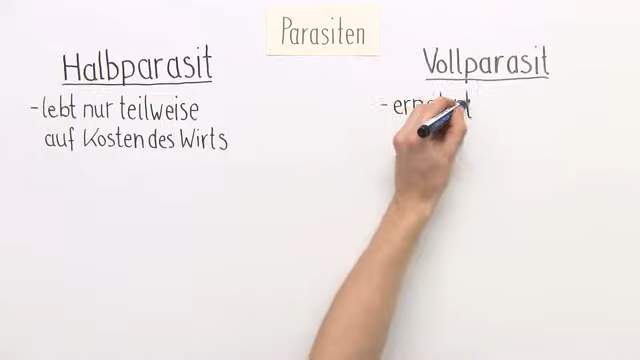 Parasiten
Halbparasit
- lebt nur teilweise
auf Kosten des Wirts
Vollparasit
-